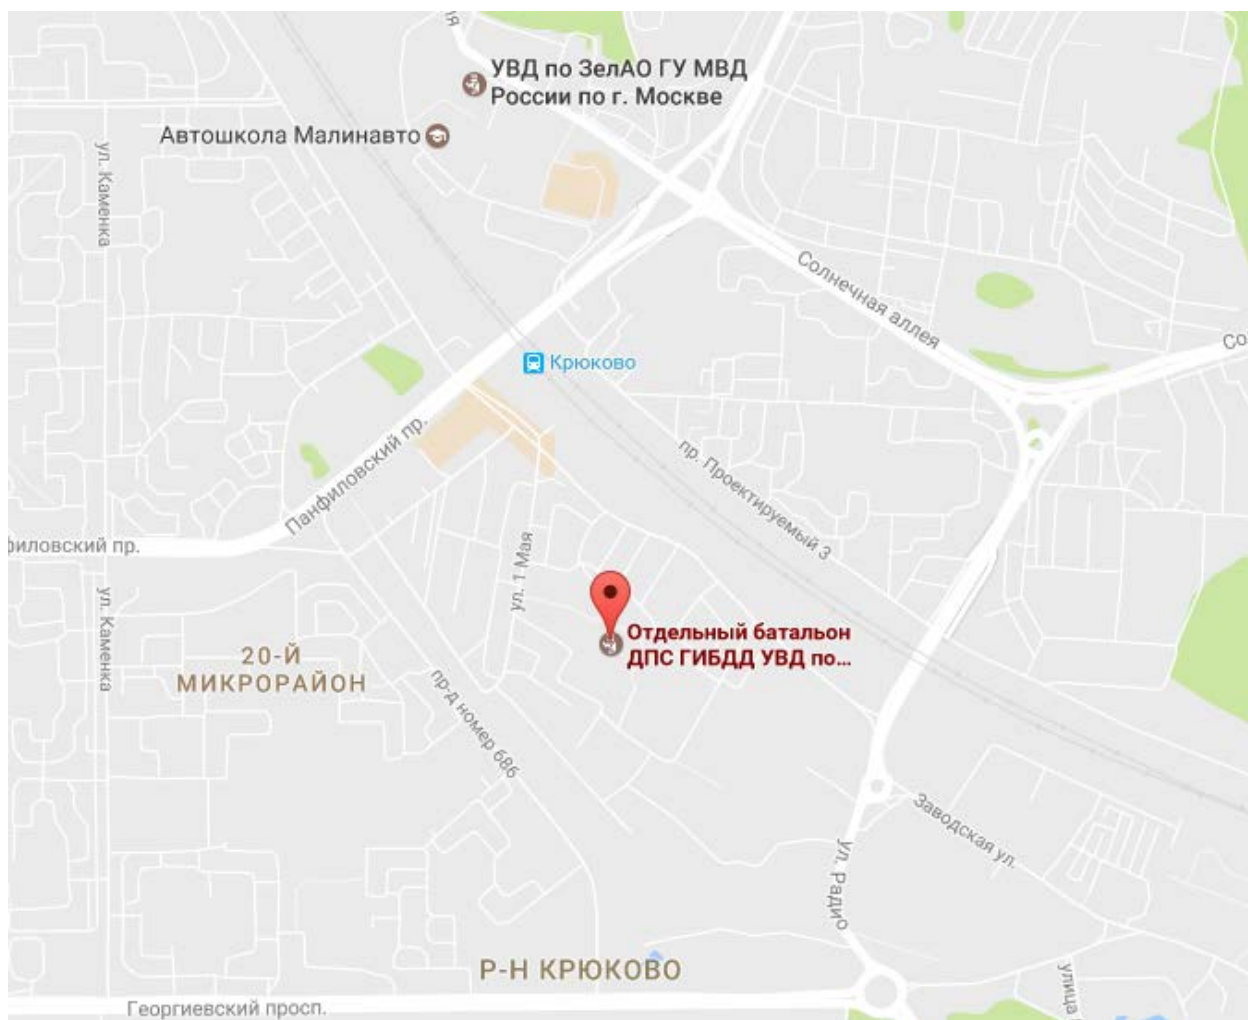 ая
УВД по ЗелАО ГУ МВД
России по г. Москве
Автошкола Малинавто
ул. Каменка
Солнечная аллея
Со
Крюково
Панфиловский пр.
пр. Проектируемый 3
филовский пр.
ул. 1 Мая
ул. Каменка
Отдельный батальон
ДПС ГИБДД УВД по...
20-Й
МИКРОРАЙОН
пр-д номер 686
Заводская ул.
ул. Радио
Р-Н КРЮКОВО
улица
Георгиевский просп.